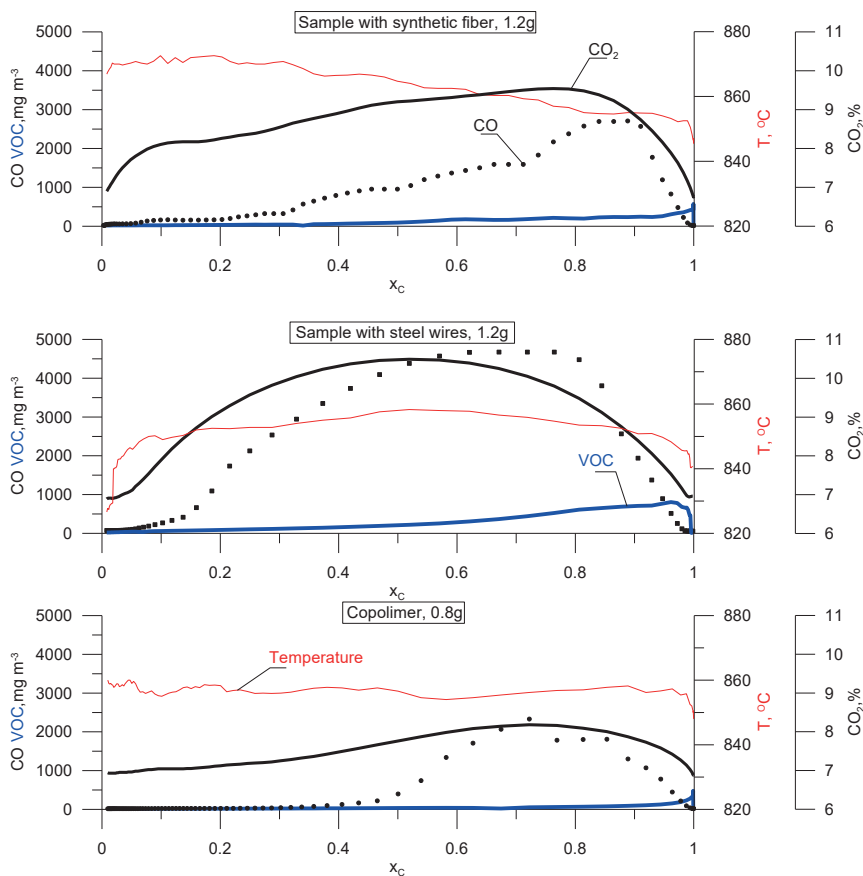 Sample with synthetic fiber, 1.2g
5000 880 11
4000 10
CO2
3000 860 9
CO VOC,mg m-3
CO
T, OC
CO2,%
2000 8
840
1000 7
0 820 6
0 0.2 0.4 0.6 0.8 1
xC
Sample with steel wires, 1.2g
5000 880 11
4000 10
3000 860 9
CO VOC,mg m-3
T, OC
CO2,%
2000 8
VOC
840
1000 7
0 820 6
0 0.2 0.4 0.6 0.8 1
xC
Copolimer, 0.8g
5000 880 11
4000 10
Temperature
3000 860 9
CO VOC,mg m-3
T, OC
CO2,%
2000 8
840
1000 7
0 820 6
0 0.2 0.4 0.6 0.8 1
xC